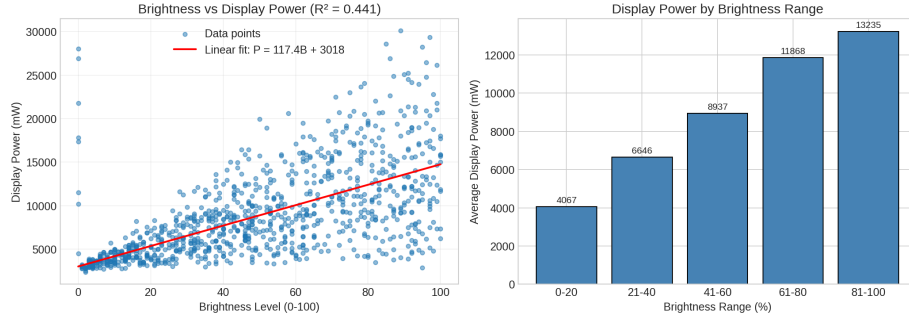 Brightness vs Display Power (R² = 0.441)
Display Power (mW)
30000
25000
20000
15000
10000
5000
Data points
Linear fit: P = 117.4B + 3018
0 20 40 60 80 100
Brightness Level (0-100)
Display Power by Brightness Range
Average Display Power (mW)
12000
10000
8000
6000
4000
2000
0
4067
6646
8937
11868
13235
0-20 21-40 41-60 61-80 81-100
Brightness Range (%)